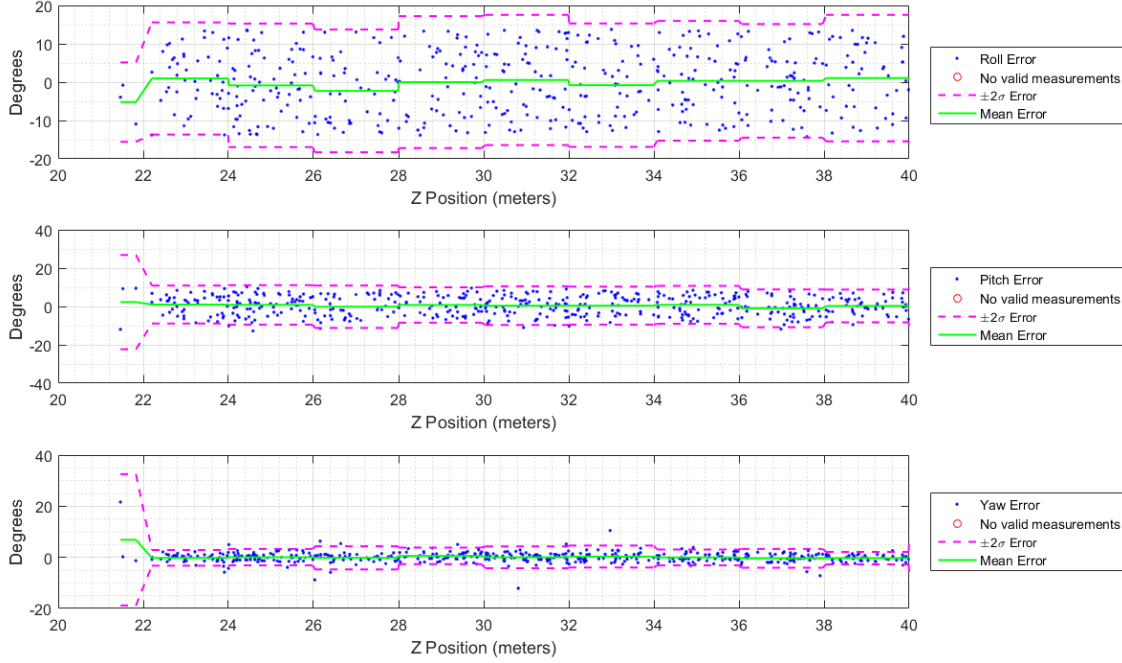 20
10
0
-10
-20
Degrees
20 22 24 26 28 30 32 34 36 38 40
Z Position (meters)
Roll Error
No valid measurements
±2σ Error
Mean Error
40
20
0
-20
-40
Degrees
20 22 24 26 28 30 32 34 36 38 40
Z Position (meters)
Pitch Error
No valid measurements
±2σ Error
Mean Error
40
20
0
-20
Degrees
20 22 24 26 28 30 32 34 36 38 40
Z Position (meters)
Yaw Error
No valid measurements
±2σ Error
Mean Error